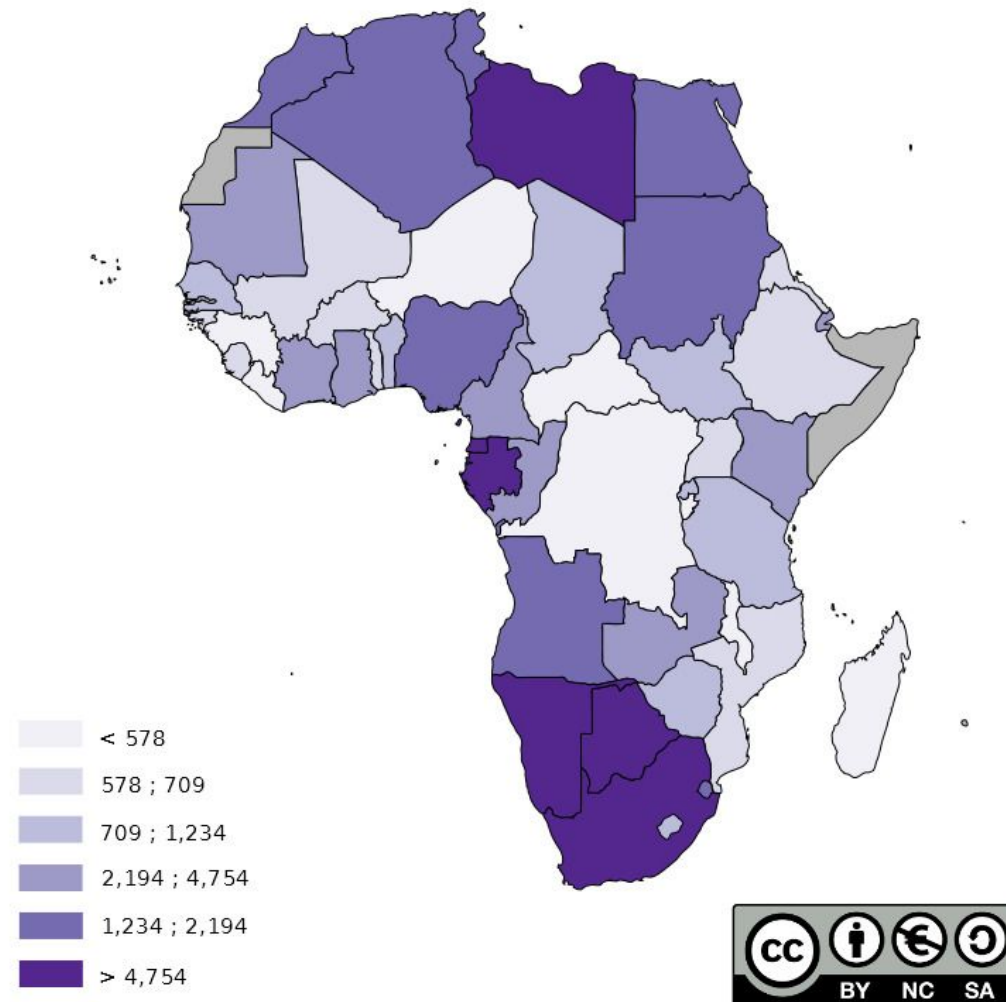 < 578
578 ; 709
709 ; 1,234
2,194 ; 4,754
1,234 ; 2,194
> 4,754
cc
BY NC SA